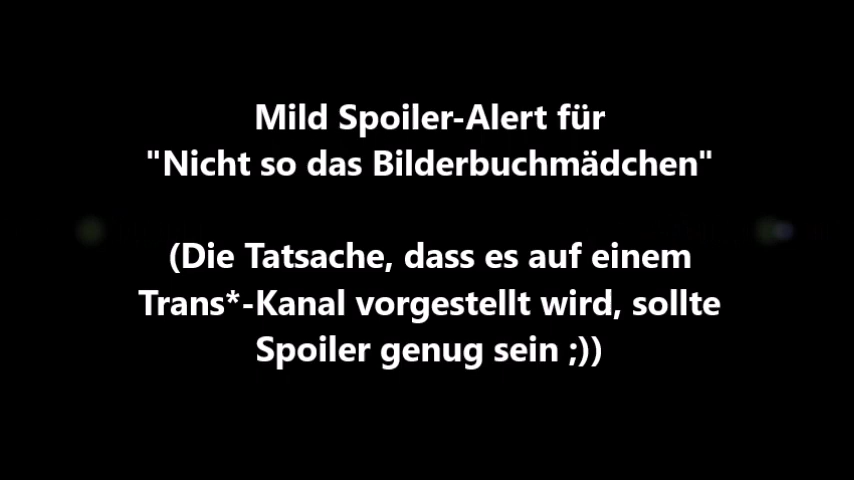 Mild Spoiler-Alert für
"Nicht so das Bilderbuchmädchen"
(Die Tatsache, dass es auf einem
Trans*-Kanal vorgestellt wird, sollte
Spoiler genug sein ;))